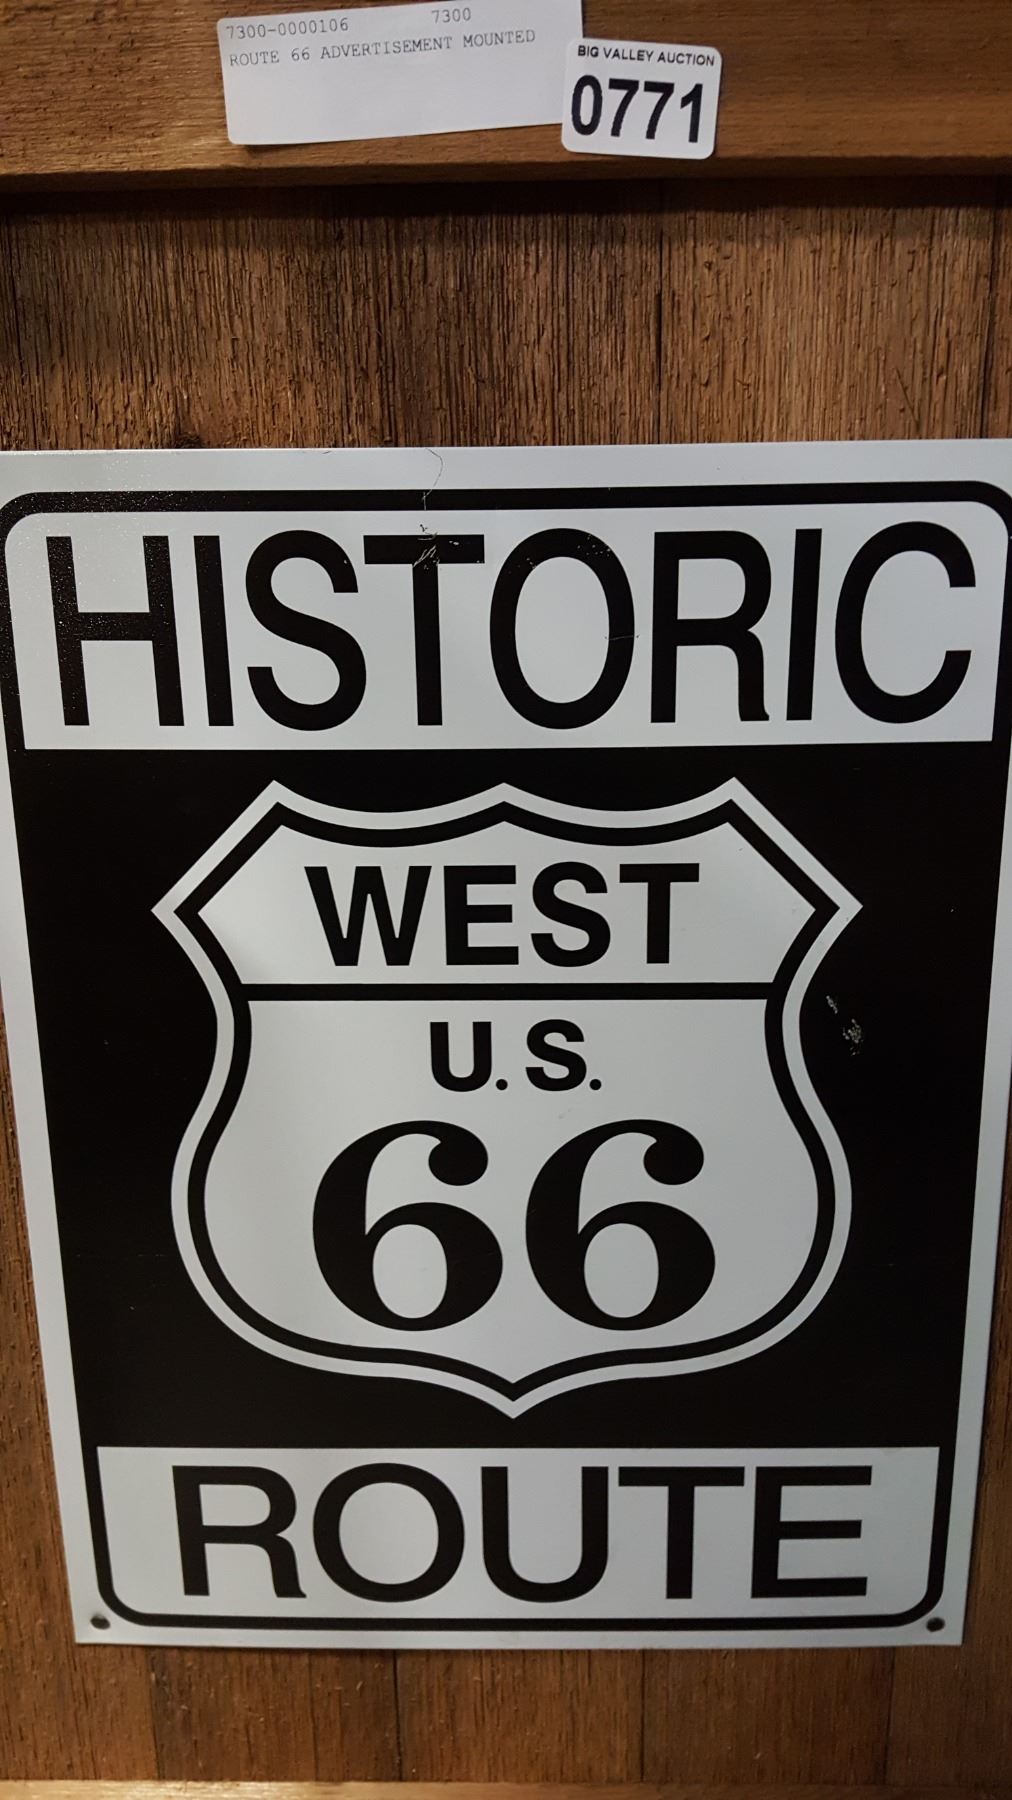 7300-0000106 7300
ROUTE 66 ADVERTISEMENT MOUNTED
BIG VALLEY AUCTION
0771
HISTORIC
WEST
U.S.
66
ROUTE